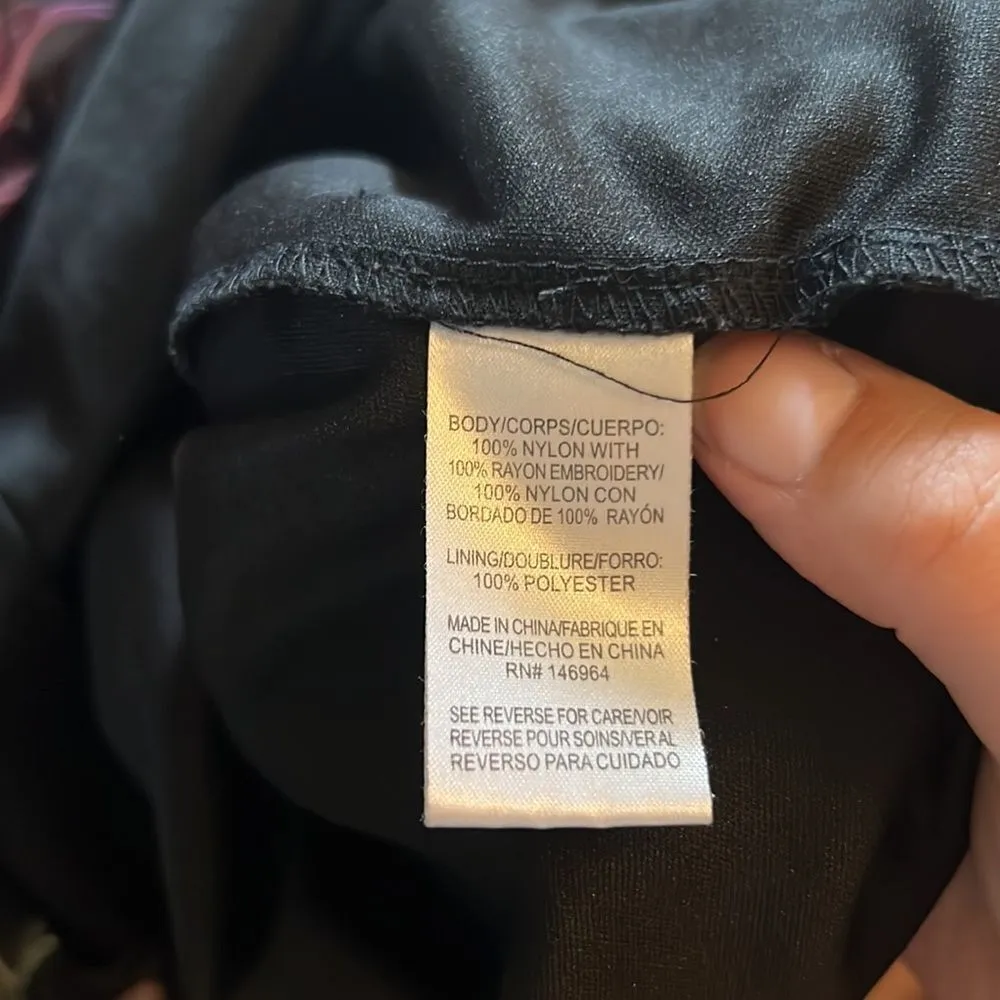 BODY/CORPS/CUERPO:
100% NYLON WITH
100% RAYON EMBROIDERY/
100% NYLON CON
BORDADO DE 100% RAYÓN
LINING/DOUBLURE/FORRO:
100% POLYESTER
MADE IN CHINA/FABRIQUE EN
CHINE/HECHO EN CHINA
RN# 146964
SEE REVERSE FOR CARE/VOIR
REVERSE POUR SOINS/VER AL
REVERSO PARA CUIDADO